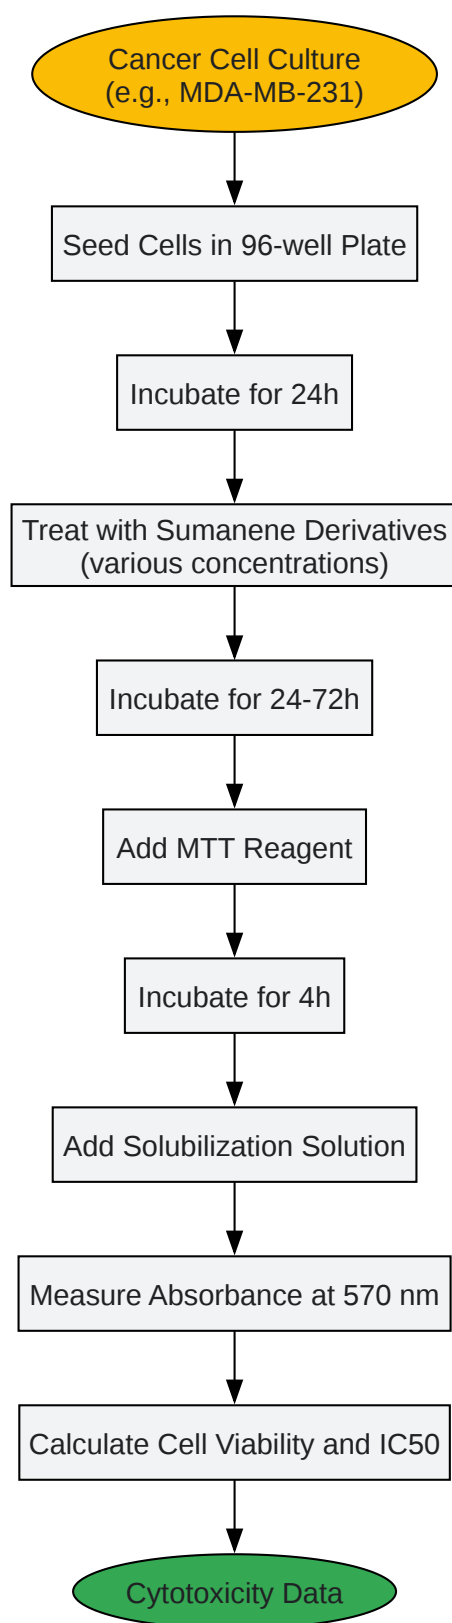 Cancer Cell Culture
(e.g., MDA-MB-231)
Seed Cells in 96-well Plate
Incubate for 24h
Treat with Sumanene Derivatives
(various concentrations)
Incubate for 24-72h
Add MTT Reagent
Incubate for 4h
Add Solubilization Solution
Measure Absorbance at 570 nm
Calculate Cell Viability and IC50
Cytotoxicity Data